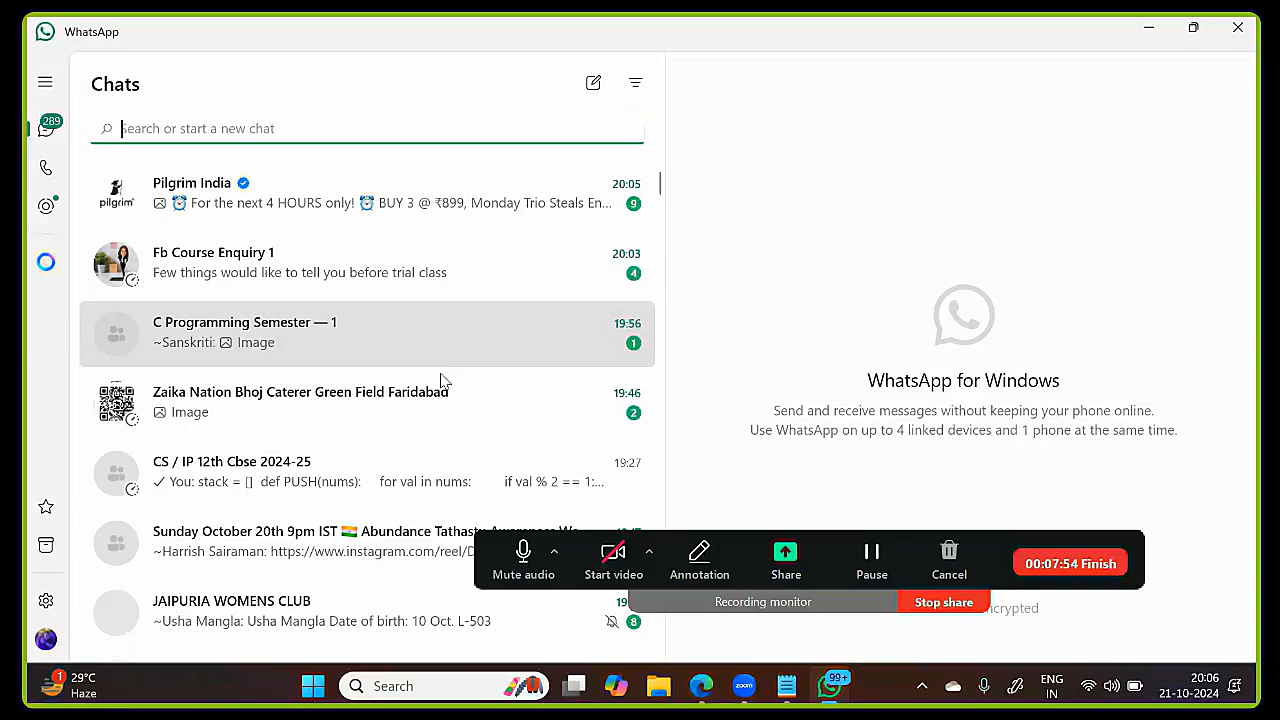 WhatsApp
Chats
289
Search or start a new chat
pilgrim
Pilgrim India
20:05
⏰ For the next 4 HOURS only! ⏰ BUY 3 @ ₹899, Monday Trio Steals En...
9
Fb Course Enquiry 1
20:03
Few things would like to tell you before trial class
4
C Programming Semester — 1
19:56
~Sanskriti: Image
1
Zaika Nation Bhoj Caterer Green Field Faridabad
19:46
Image
2
CS / IP 12th Cbse 2024-25
19:27
✓ You: stack = [] def PUSH(nums): for val in nums: if val % 2 == 1:...
Sunday October 20th 9pm IST 🇮🇳 Abundance Tathastu
~Harrish Sairaman: https://www.instagram.com/reel/
JAIPURIA WOMENS CLUB
19
~Usha Mangla: Usha Mangla Date of birth: 10 Oct. L-503
8
WhatsApp for Windows
Send and receive messages without keeping your phone online.
Use WhatsApp on up to 4 linked devices and 1 phone at the same time.
Mute audio
Start video
Annotation
Share
Pause
Cancel
00:07:54 Finish
Recording monitor
Stop share
ncrypted
1
29°C
Haze
Search
zoom
99+
ENG
IN
20:06
21-10-2024